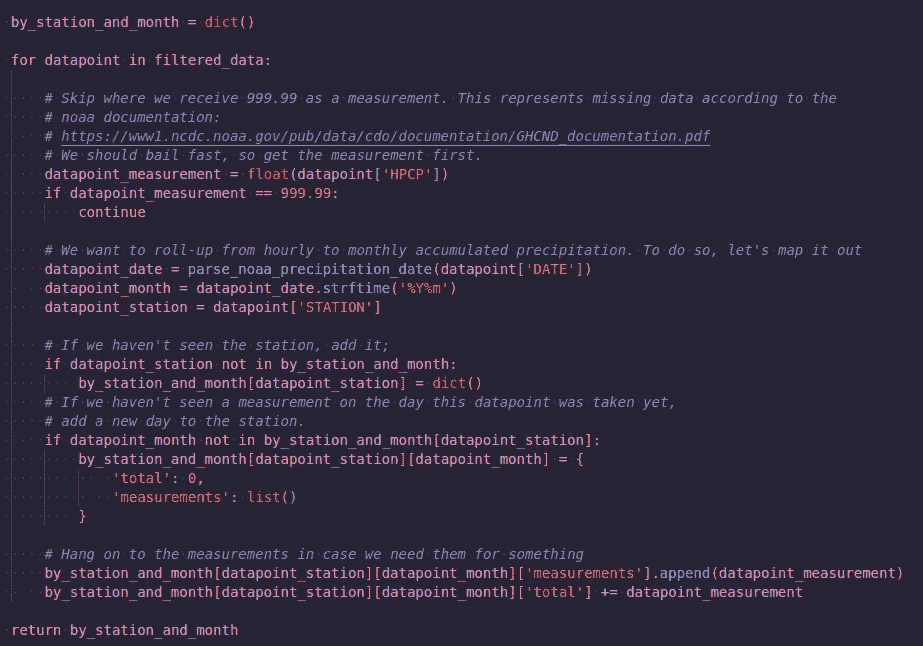 by_station_and_month = dict()
for datapoint in filtered_data:
# Skip where we receive 999.99 as a measurement. This represents missing data according to the
# noaa documentation:
# https://www1.ncdc.noaa.gov/pub/data/cdo/documentation/GHCND_documentation.pdf
# We should bail fast, so get the measurement first.
datapoint_measurement = float(datapoint['HPCP'])
if datapoint_measurement == 999.99:
continue
# We want to roll-up from hourly to monthly accumulated precipitation. To do so, let's map it out
datapoint_date = parse_noaa_precipitation_date(datapoint['DATE'])
datapoint_month = datapoint_date.strftime('%Y%m')
datapoint_station = datapoint['STATION']
# If we haven't seen the station, add it;
if datapoint_station not in by_station_and_month:
by_station_and_month[datapoint_station] = dict()
# If we haven't seen a measurement on the day this datapoint was taken yet,
# add a new day to the station.
if datapoint_month not in by_station_and_month[datapoint_station]:
by_station_and_month[datapoint_station][datapoint_month] = {
'total': 0,
'measurements': list()
}
# Hang on to the measurements in case we need them for something
by_station_and_month[datapoint_station][datapoint_month]['measurements'].append(datapoint_measurement)
by_station_and_month[datapoint_station][datapoint_month]['total'] += datapoint_measurement
return by_station_and_month